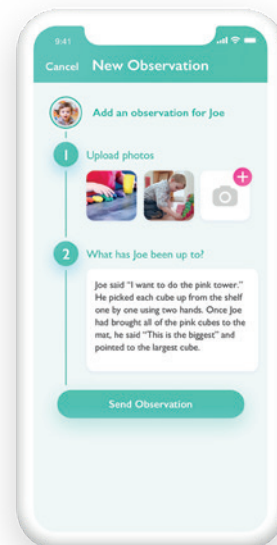 9:41
Cancel New Observation
Add an observation for Joe
1 Upload photos
2 What has Joe been up to?
Joe said "I want to do the pink tower."
He picked each cube up from the shelf
one by one using two hands. Once Joe
had brought all of the pink cubes to the
mat, he said "This is the biggest" and
pointed to the largest cube.
Send Observation